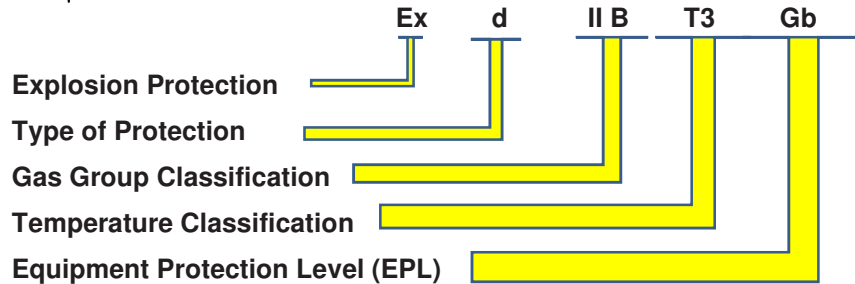 Ex d II B T3 Gb
Explosion Protection
Type of Protection
Gas Group Classification
Temperature Classification
Equipment Protection Level (EPL)